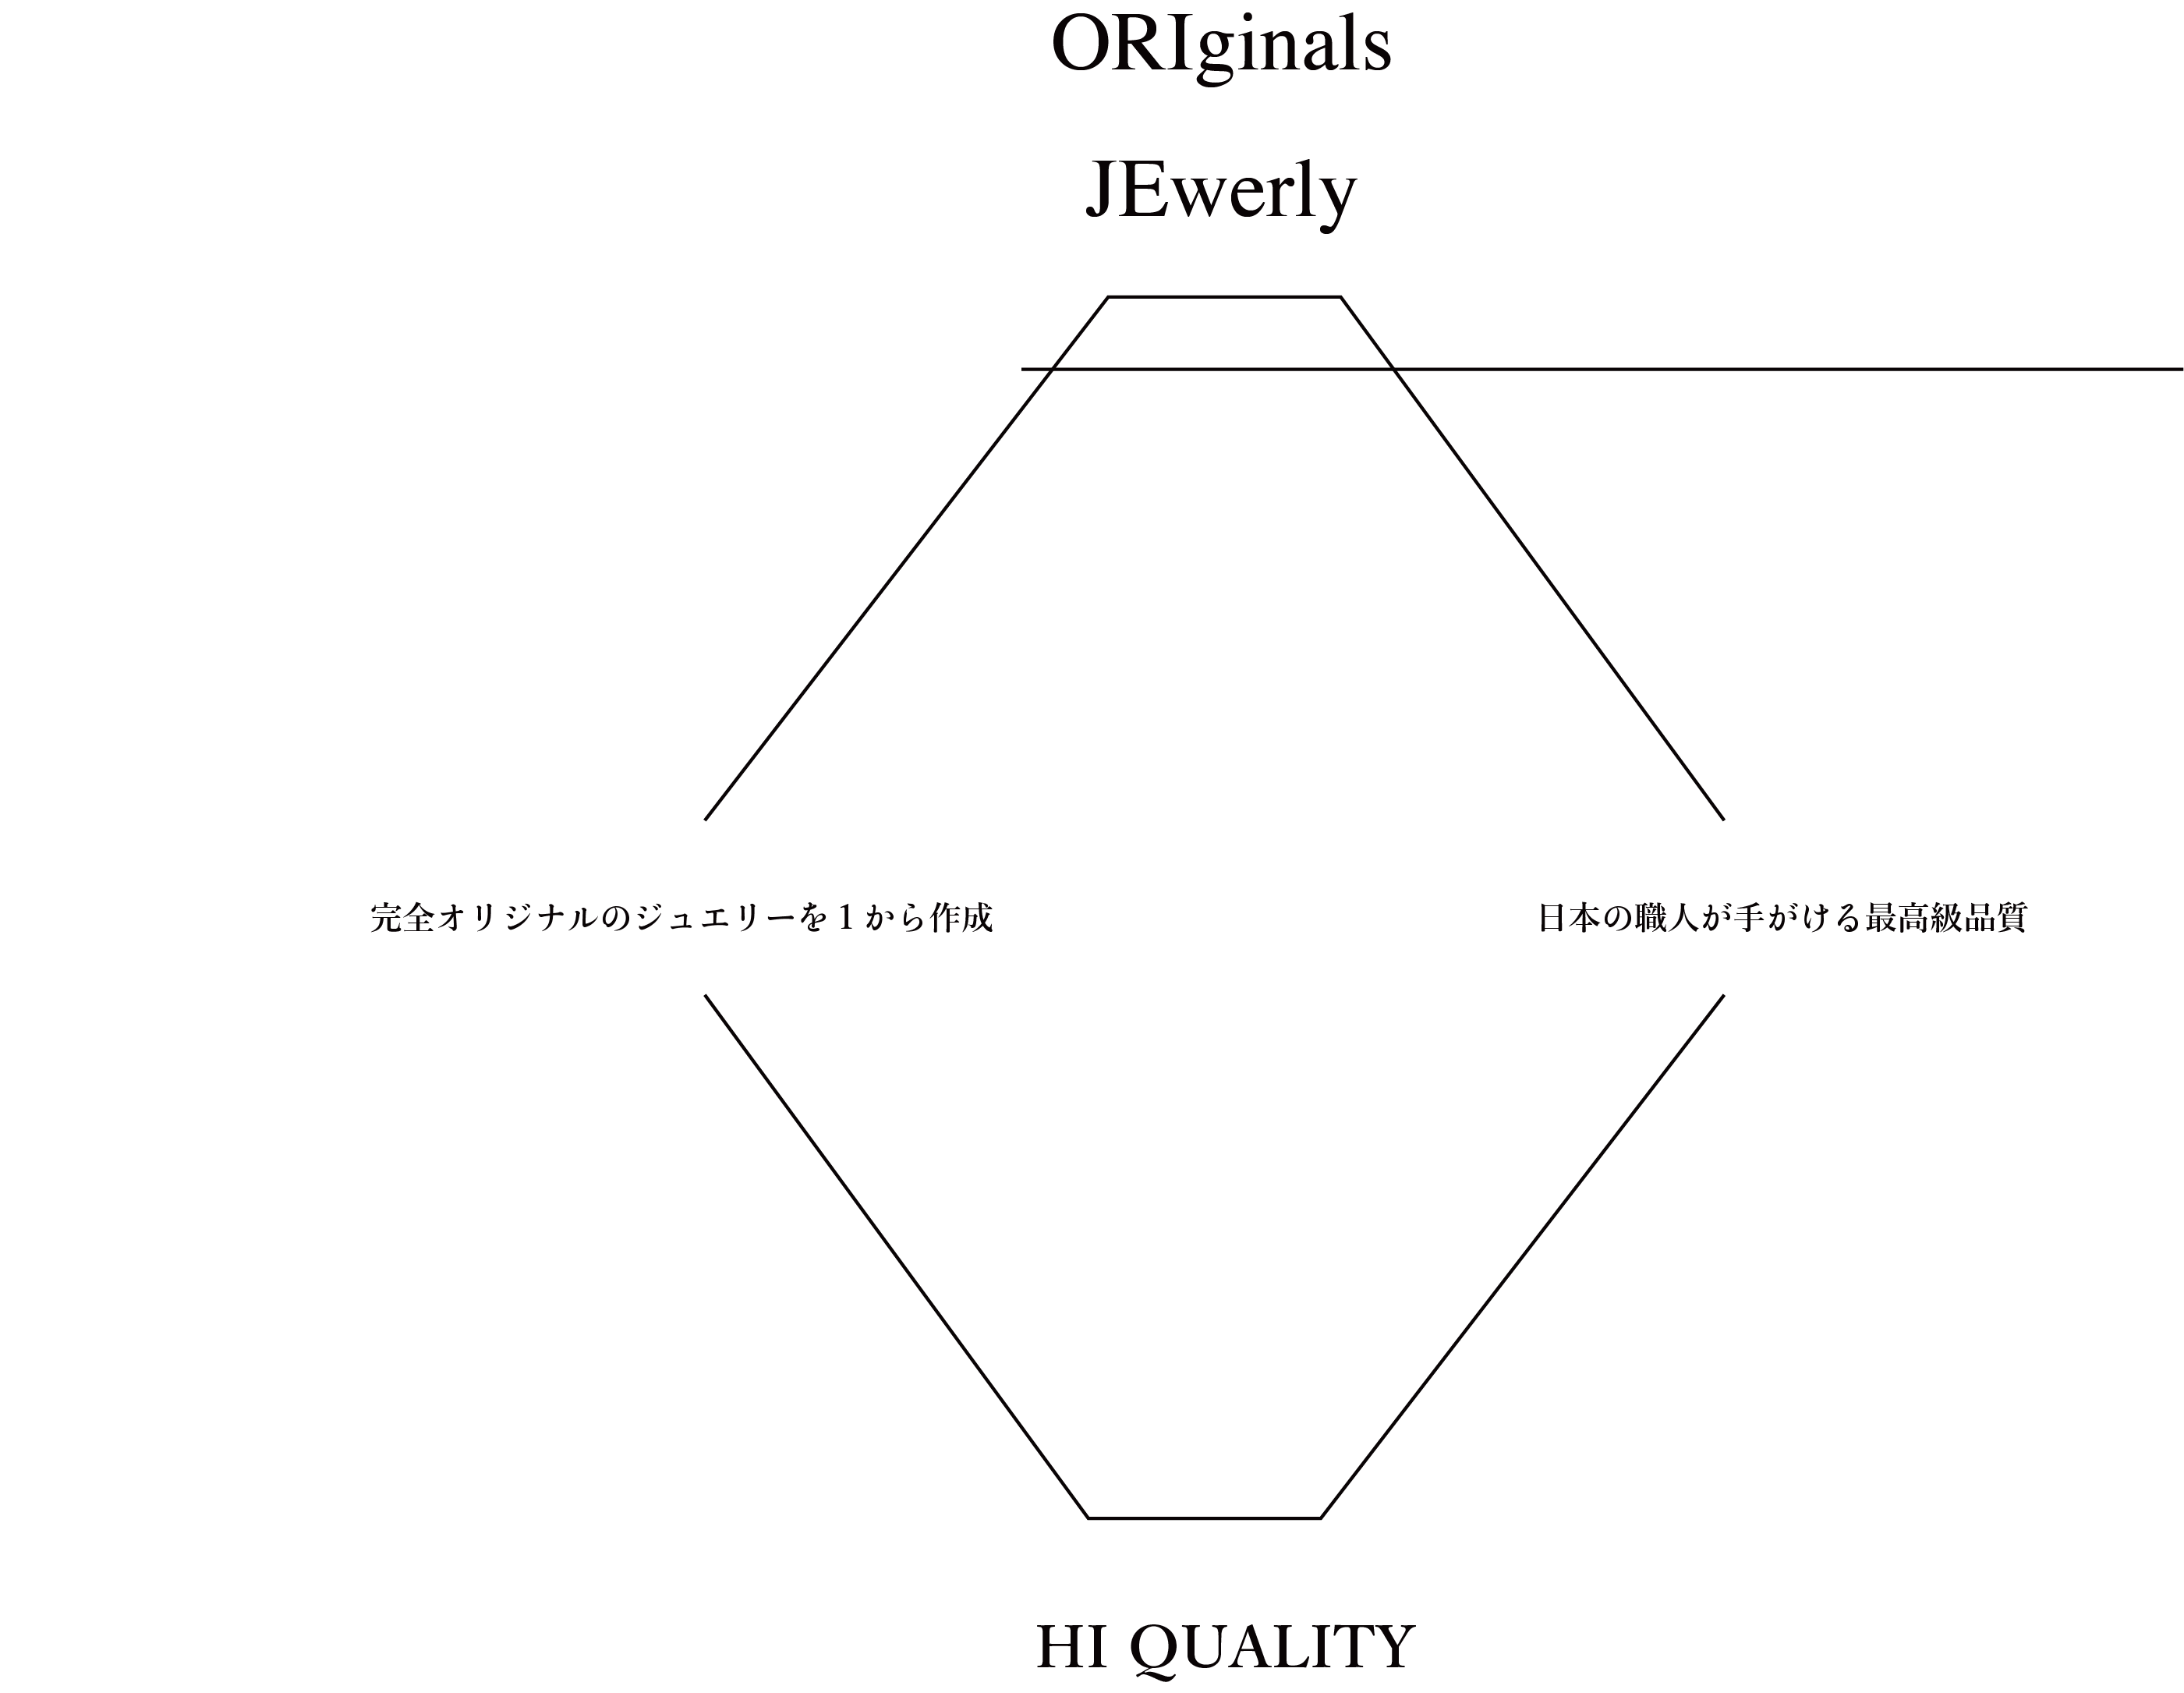 ORIginals
JEwerly
完全オリジナルのジュエリーを1から作成
日本の職人が手がける最高級品質
HI QUALITY